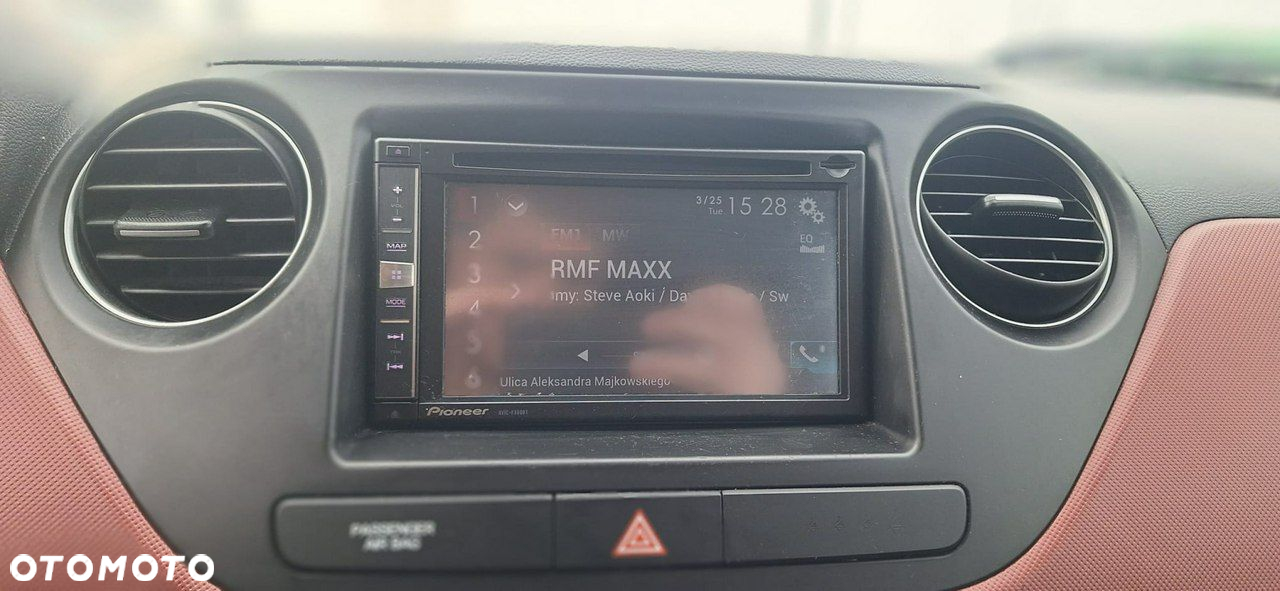 1
2
3
4
5
6
VOL
MAP
MODE
3/25
Tue
15 28
FM1 MW
EQ
RMF MAXX
my: Steve Aoki / Da / Sw
Ulica Aleksandra Majkowskiego
Pioneer
PASSENGER
AIR BAG
OTOMOTO